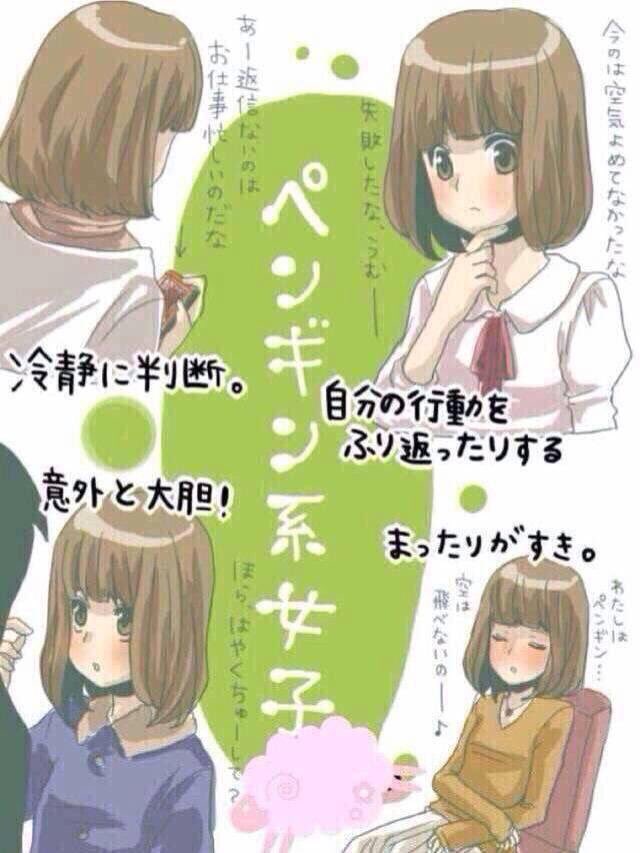 ペンギン系女子
あー返信ないのは
お仕事忙しいのだな
冷静に判断。
今のは空気よめてなかったな
失敗したな、うむー
自分の行動を
ふり返ったりする
意外と大胆!
ほら、はやくちゅーして?
まったりがすき。
わたしは
ペンギン…
空は
飛べないのー♪